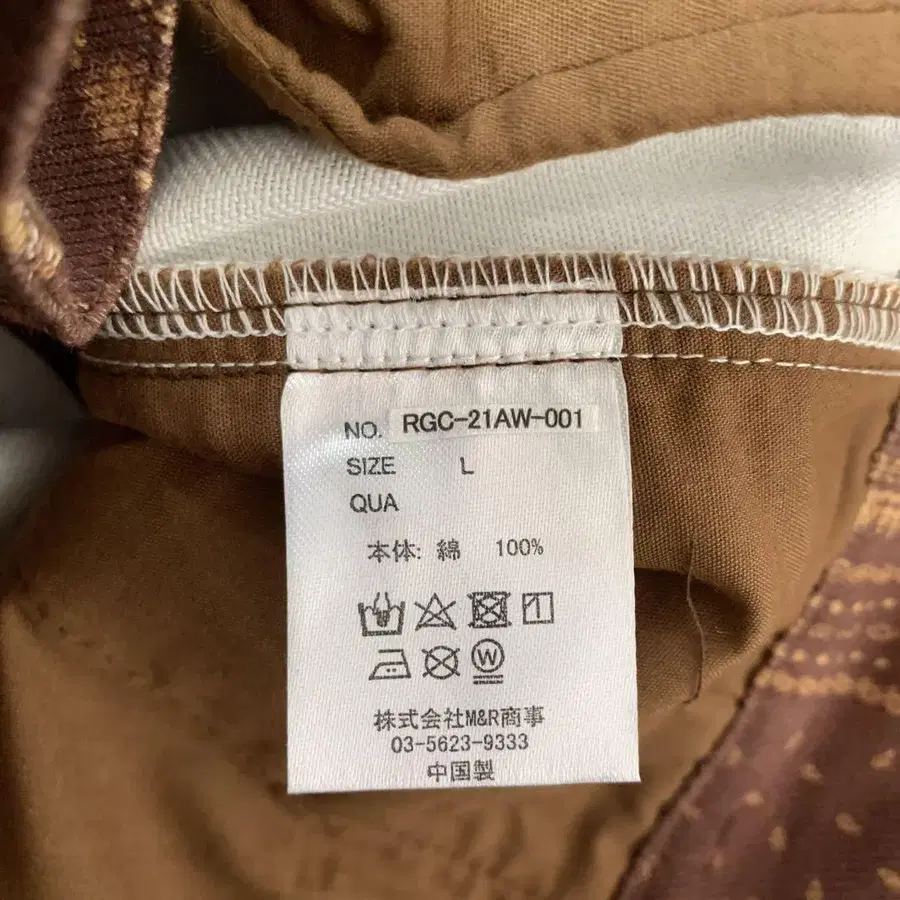 NO. RGC-21AW-001
SIZE L
QUA
本体: 綿 100%
W
株式会社M&R商事
03-5623-9333
中国製